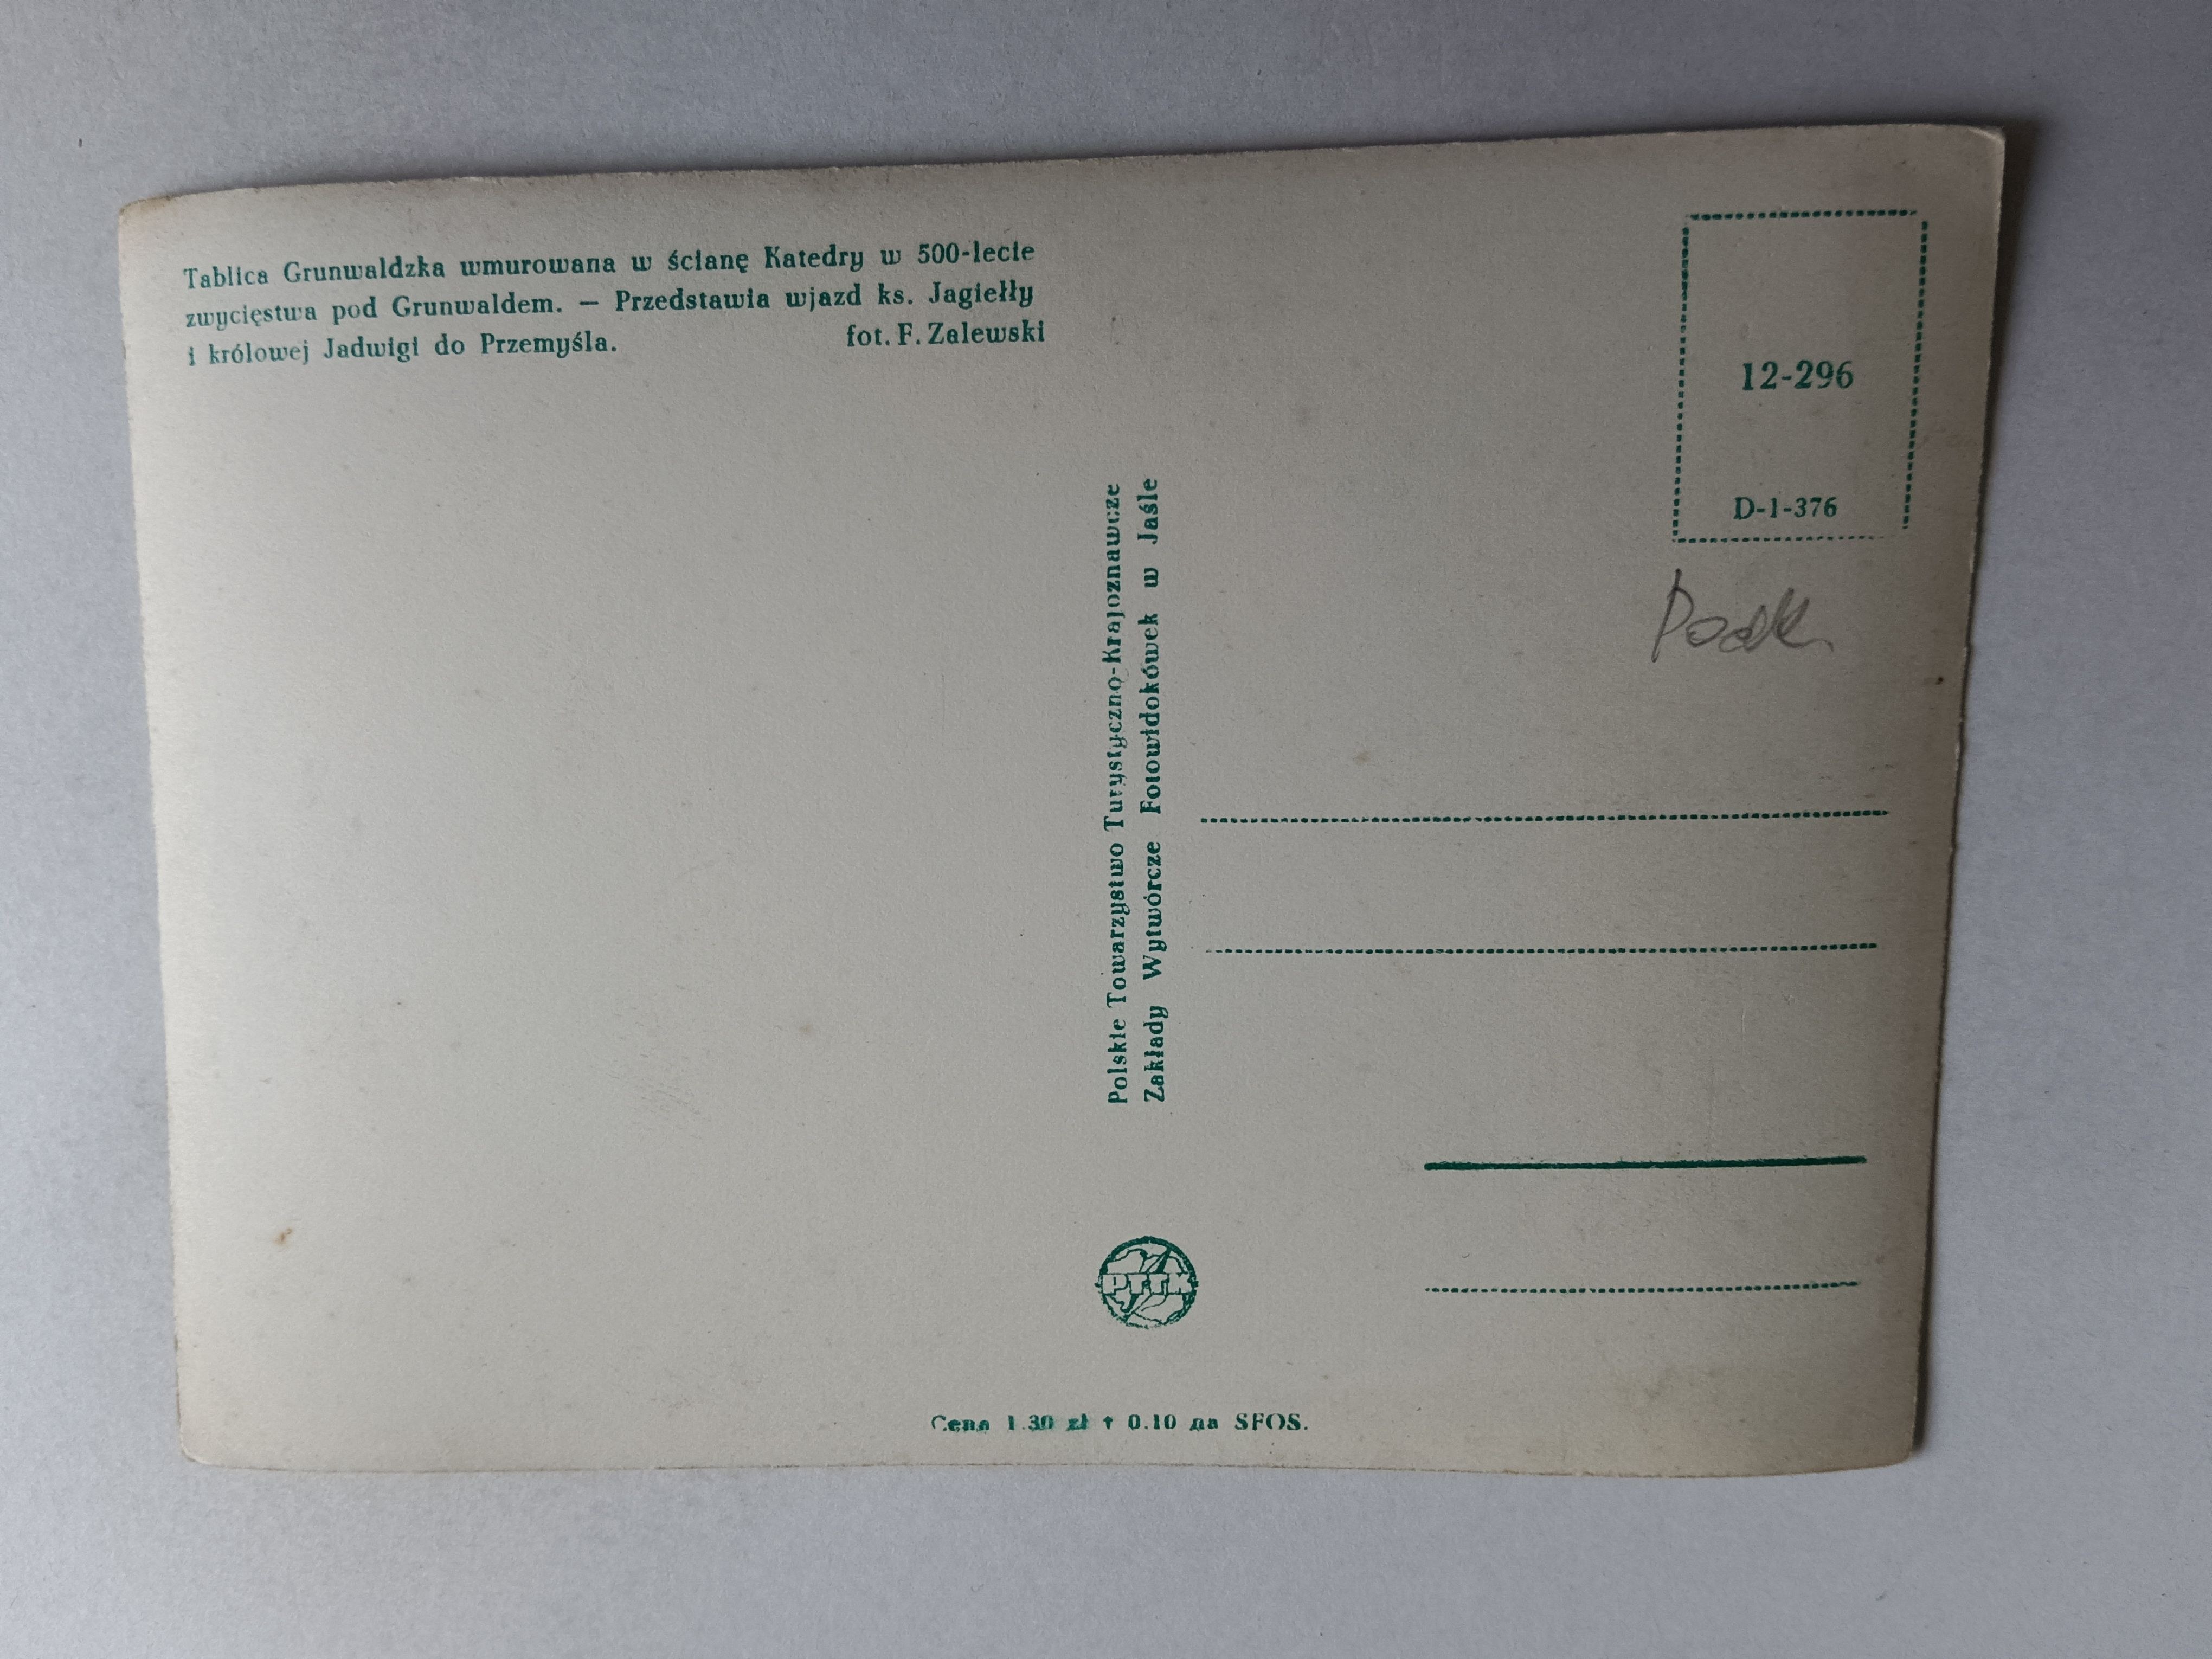 Tablica Grunwaldzka wmurowana w ścianę Katedry w 500-lecie
zwycięstwa pod Grunwaldem. — Przedstawia wjazd ks. Jagiełły
i królowej Jadwigi do Przemyśla. fot. F. Zalewski
Polskie Towarzystwo Turystyczno-Krajoznawcze
Zakłady Wytwórcze Fotowidokówek w Jaśle
12-296
D-1-376
Podk.
PTTK
Cena 1.30 zł + 0.10 na SFOS.